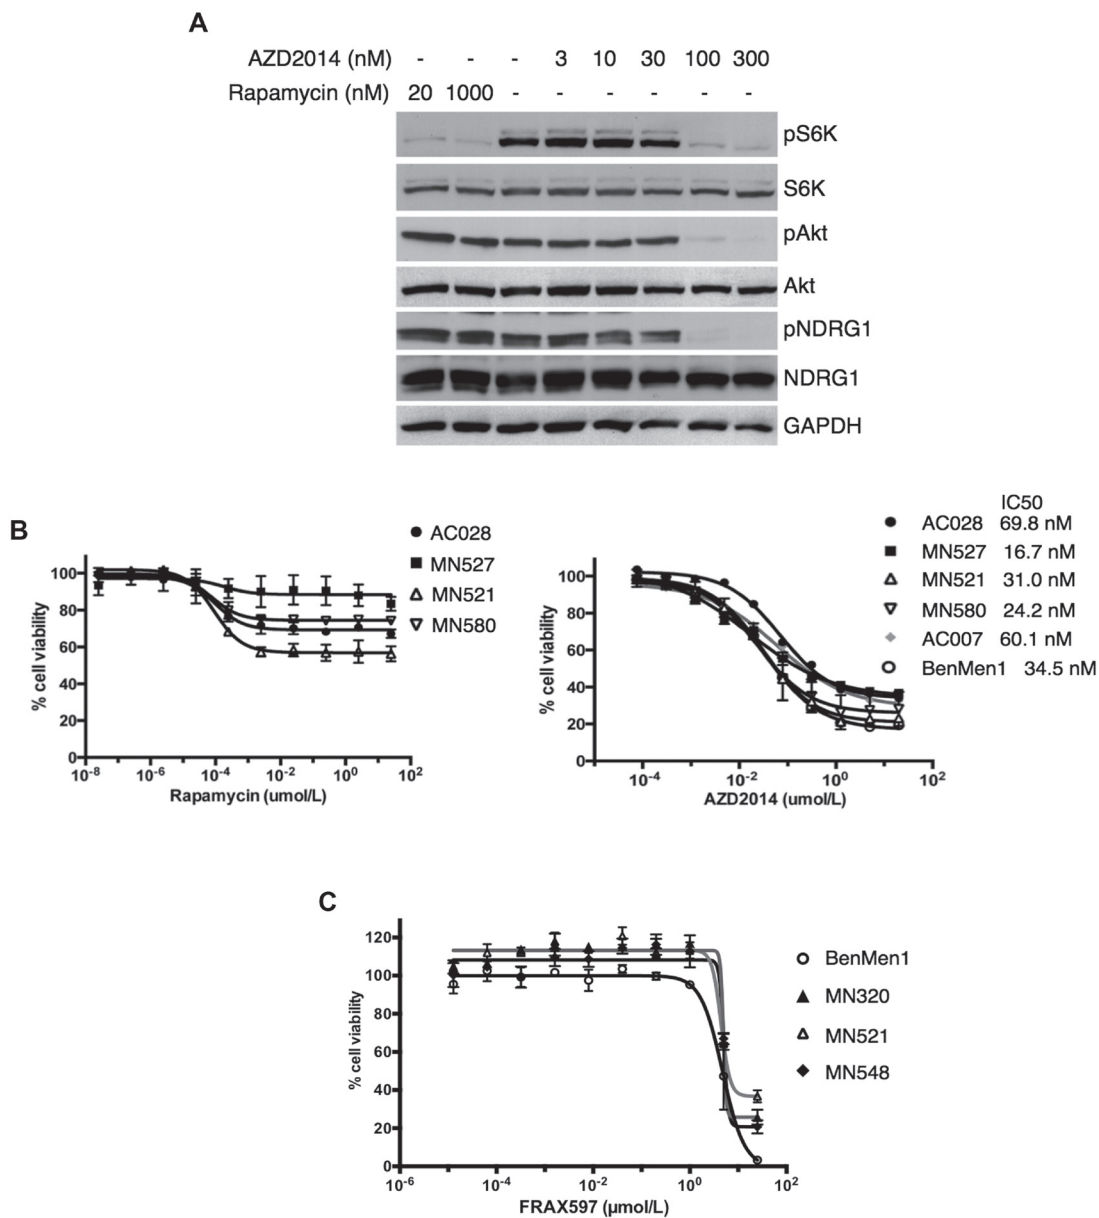 A
AZD2014 (nM) - - - 3 10 30 100 300
Rapamycin (nM) 20 1000 - - - - - -
pS6K
S6K
pAkt
Akt
pNDRG1
NDRG1
GAPDH
B
% cell viability
100
80
60
40
20
0
10-8 10-6 10-4 10-2 100 102
Rapamycin (umol/L)
AC028
MN527
MN521
MN580
% cell viability
100
80
60
40
20
0
10-4 10-2 100 102
AZD2014 (umol/L)
IC50
AC028 69.8 nM
MN527 16.7 nM
MN521 31.0 nM
MN580 24.2 nM
AC007 60.1 nM
BenMen1 34.5 nM
C
% cell viability
120
100
80
60
40
20
0
10-6 10-4 10-2 100 102
FRAX597 (µmol/L)
BenMen1
MN320
MN521
MN548